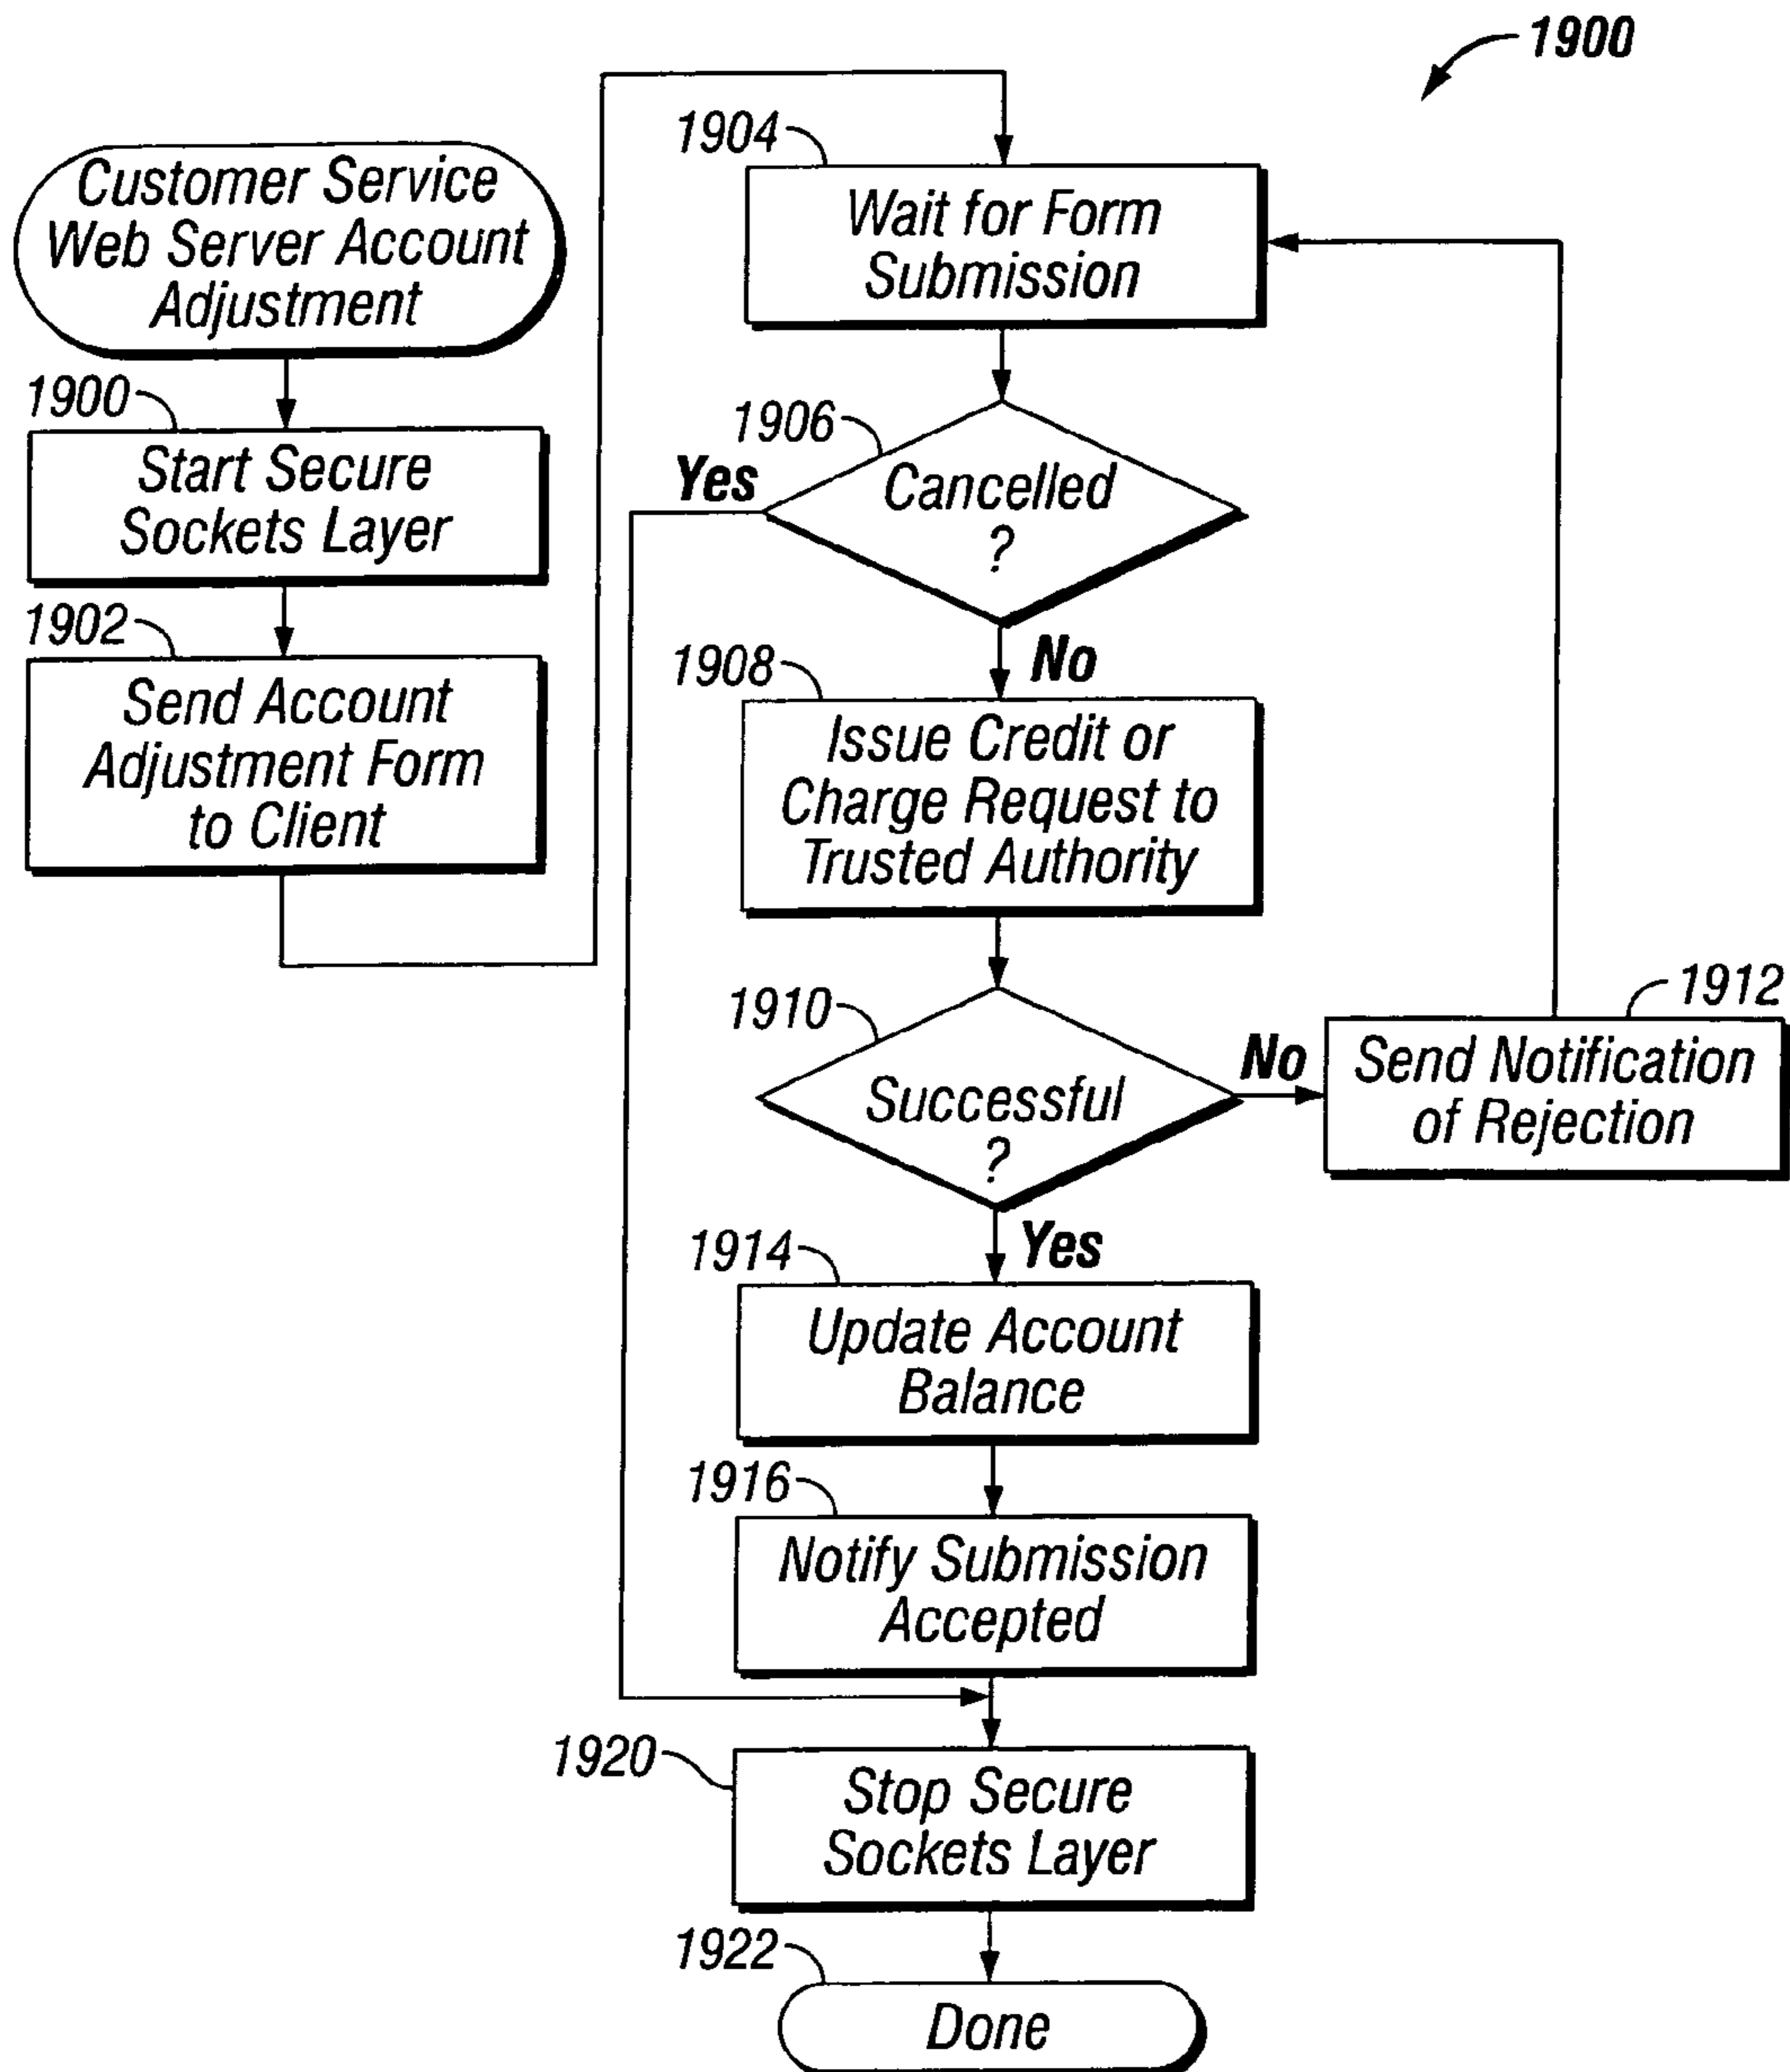 1900
Customer Service
Web Server Account
Adjustment
1900
Start Secure
Sockets Layer
1902
Send Account
Adjustment Form
to Client
1904
Wait for Form
Submission
1906
Yes
Cancelled
?
No
1908
Issue Credit or
Charge Request to
Trusted Authority
1910
Successful
?
No
1912
Send Notification
of Rejection
Yes
1914
Update Account
Balance
1916
Notify Submission
Accepted
1920
Stop Secure
Sockets Layer
1922
Done